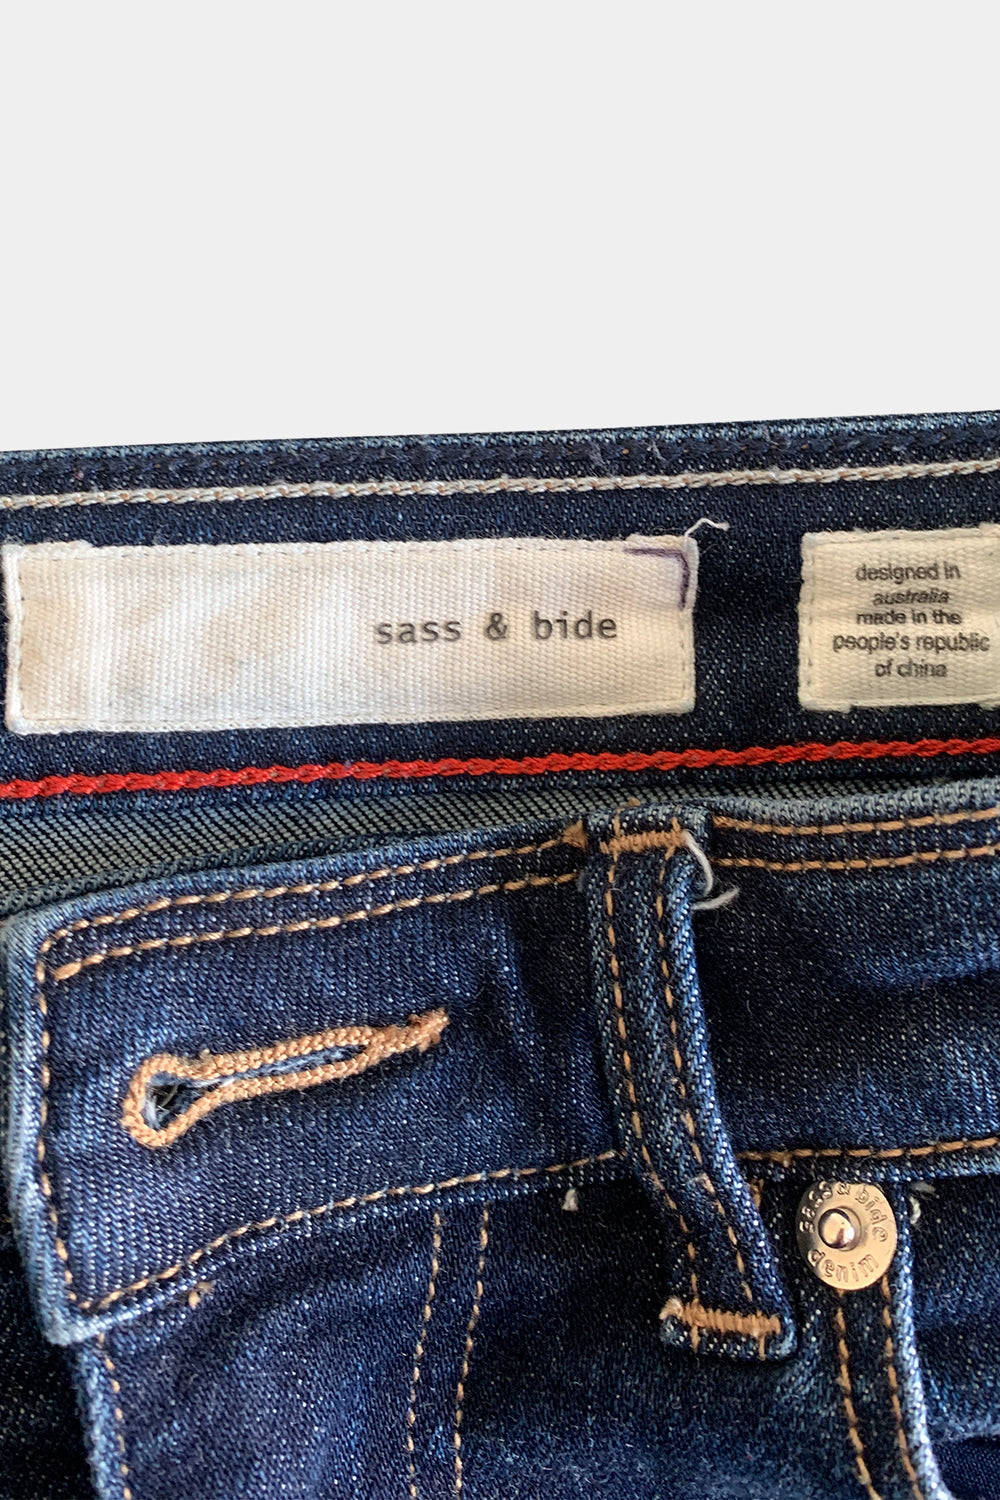 sass & bide
designed in
australia
made in the
people's republic
of china
sass & bide
denim